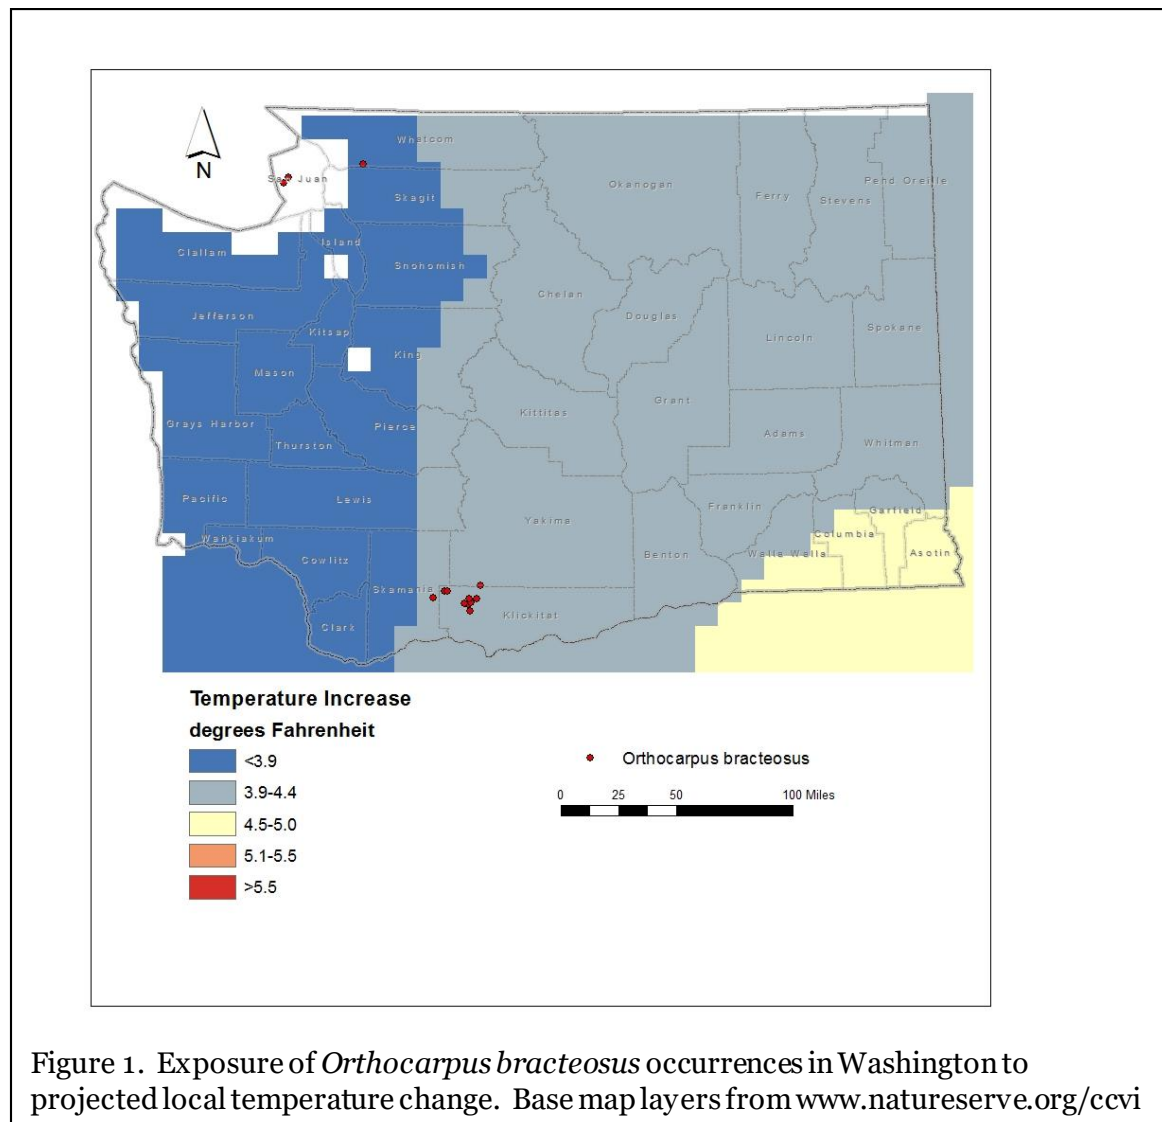 N
Whatcom
San Juan
Okanogan
Ferry
Stevens
Pend Oreille
Skagit
Island
Clallam
Snohomish
Chelan
Jefferson
Douglas
Kitsap
King
Lincoln
Spokane
Mason
Kittitas
Grant
Grays Harbor
Pierce
Adams
Whitman
Thurston
Pacific
Lewis
Yakima
Franklin
Garfield
Wahkiakum
Columbia
Cowlitz
Benton
Walla Walla
Asotin
Skamania
Klickitat
Clark
Temperature Increase
degrees Fahrenheit
<3.9
3.9-4.4
4.5-5.0
5.1-5.5
>5.5
Orthocarpus bracteosus
0 25 50 100 Miles
Figure 1. Exposure of Orthocarpus bracteosus occurrences in Washington to
projected local temperature change. Base map layers from www.natureserve.org/ccvi